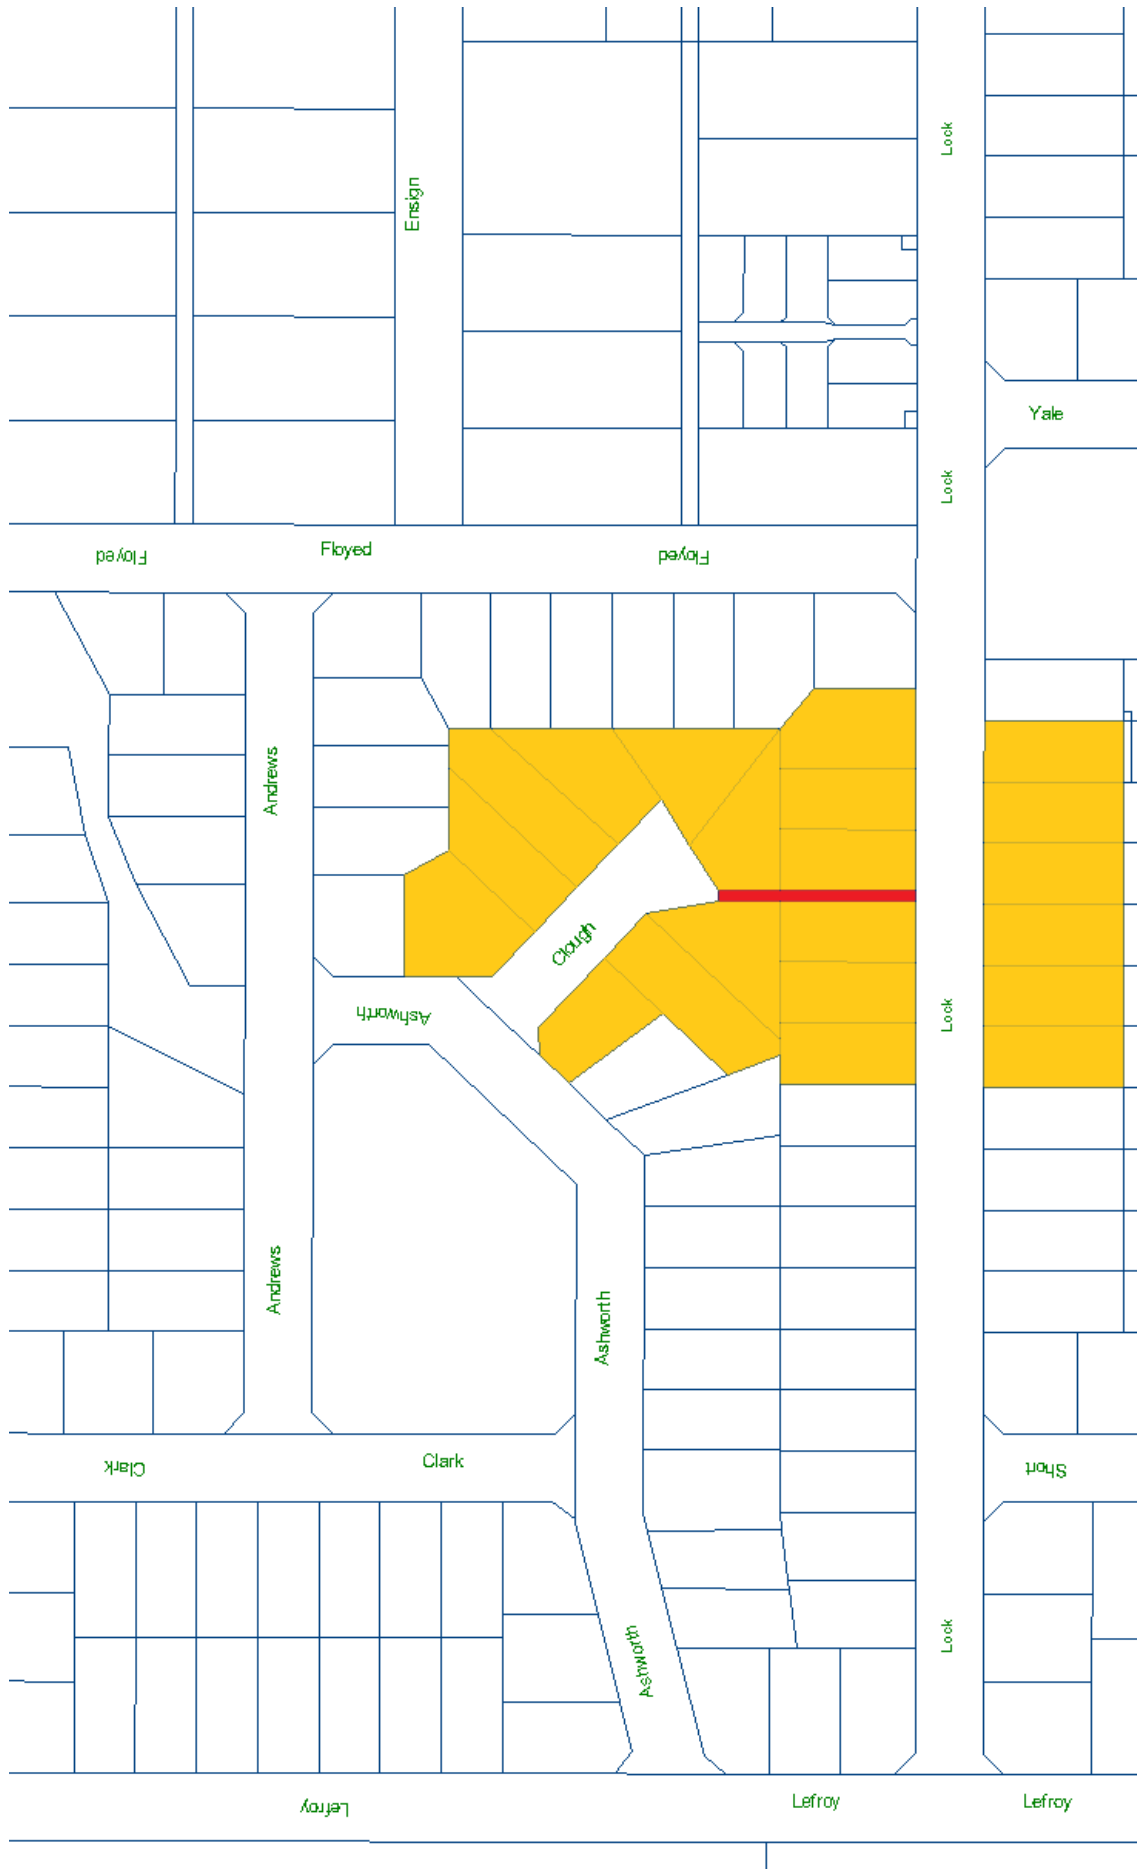 Lock
Ensign
Yale
Lock
Floyed
Floyed
Floyed
Andrews
Clough
Ashworth
Lock
Andrews
Ashworth
Clark
Clark
Short
Lock
Ashworth
Lefroy
Lefroy
Lefroy